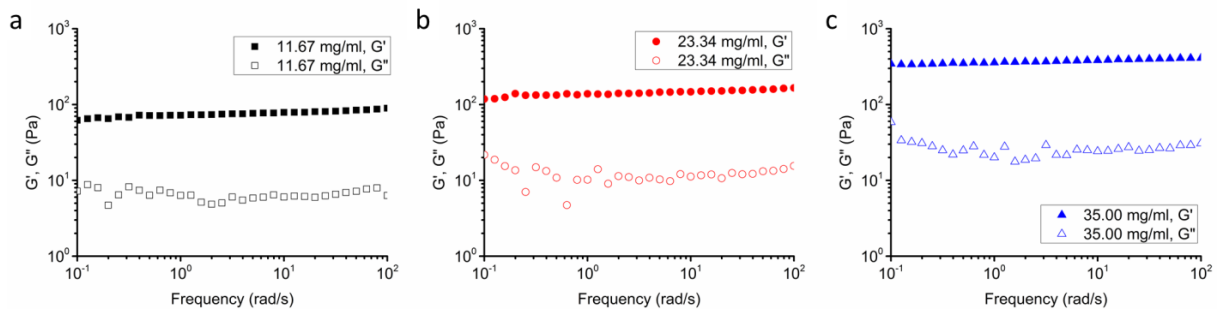 a
10³
10²
10¹
10⁰
G', G" (Pa)
11.67 mg/ml, G'
11.67 mg/ml, G"
10⁻¹ 10⁰ 10¹ 10²
Frequency (rad/s)
b
10³
10²
10¹
10⁰
G', G" (Pa)
23.34 mg/ml, G'
23.34 mg/ml, G"
10⁻¹ 10⁰ 10¹ 10²
Frequency (rad/s)
c
10³
10²
10¹
10⁰
G', G" (Pa)
35.00 mg/ml, G'
35.00 mg/ml, G"
10⁻¹ 10⁰ 10¹ 10²
Frequency (rad/s)